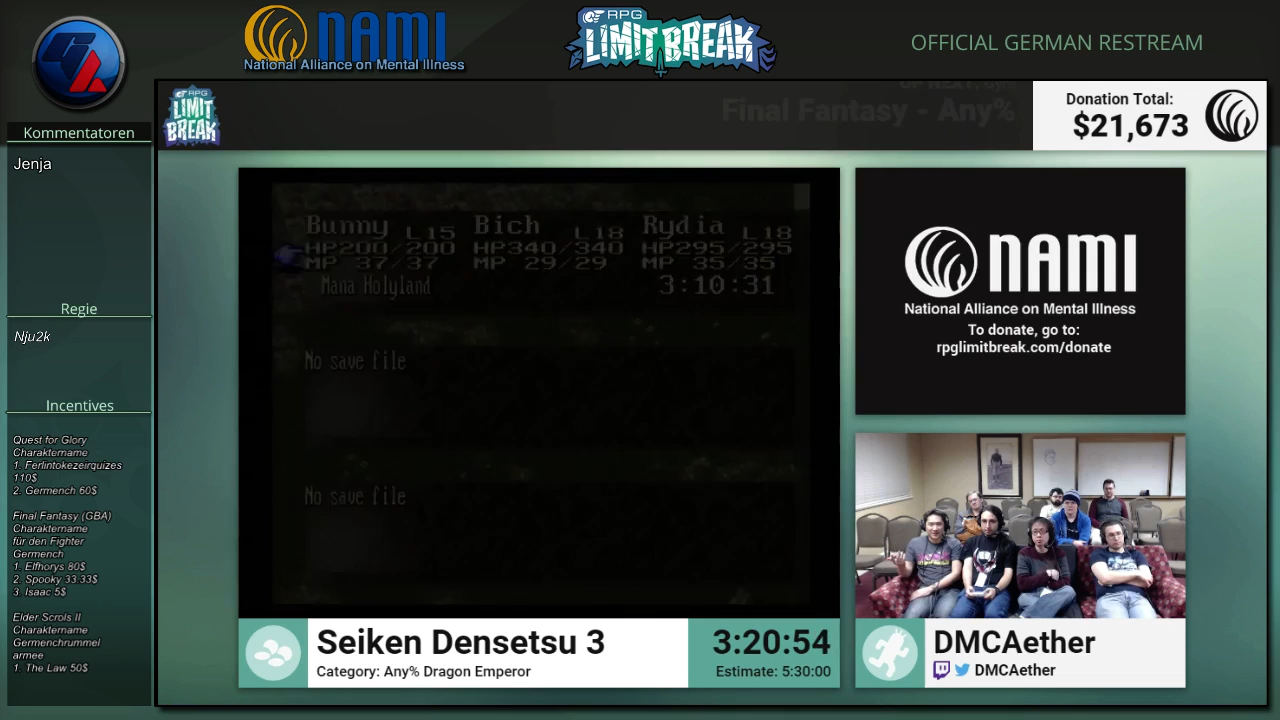 NAMI
National Alliance on Mental Illness
RPG
LIMIT BREAK
OFFICIAL GERMAN RESTREAM
RPG
LIMIT
BREAK
Final Fantasy - Any%
Donation Total:
$21,673
Kommentatoren
Jenja
Regie
Nju2k
Incentives
Quest for Glory
Charaktername
1. Ferlintokezeirquizes
110$
2. Germench 60$
Final Fantasy (GBA)
Charaktername
für den Fighter
Germench
1. Elfhorys 80$
2. Spooky 33.33$
3. Isaac 5$
Elder Scrols II
Charaktername
Germenchrummel
armee
1. The Law 50$
Bunny L15 Bich L18 Rydia L18
HP200/200 HP340/340 HP295/295
MP 37/37 MP 29/29 MP 35/35
Mana Holyland 3:10:31
No save file
No save file
NAMI
National Alliance on Mental Illness
To donate, go to:
rpglimitbreak.com/donate
Seiken Densetsu 3
Category: Any% Dragon Emperor
3:20:54
Estimate: 5:30:00
DMCAether
DMCAether